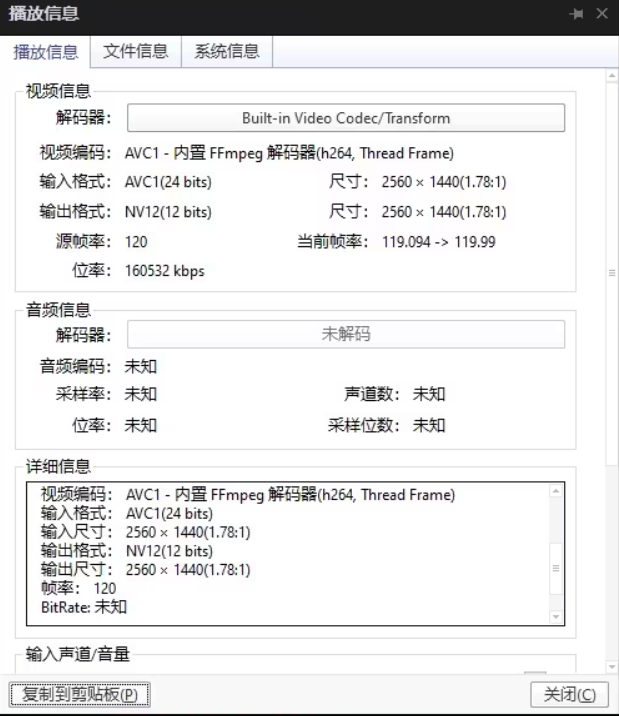 播放信息
播放信息 文件信息 系统信息
视频信息
解码器: Built-in Video Codec/Transform
视频编码: AVC1 - 内置 FFmpeg 解码器(h264, Thread Frame)
输入格式: AVC1(24 bits) 尺寸: 2560 × 1440(1.78:1)
输出格式: NV12(12 bits) 尺寸: 2560 × 1440(1.78:1)
源帧率: 120 当前帧率: 119.094 -> 119.99
位率: 160532 kbps
音频信息
解码器: 未解码
音频编码: 未知
采样率: 未知 声道数: 未知
位率: 未知 采样位数: 未知
详细信息
视频编码: AVC1 - 内置 FFmpeg 解码器(h264, Thread Frame)
输入格式: AVC1(24 bits)
输入尺寸: 2560 × 1440(1.78:1)
输出格式: NV12(12 bits)
输出尺寸: 2560 × 1440(1.78:1)
帧率: 120
BitRate: 未知
输入声道/音量
复制到剪贴板(P) 关闭(C)